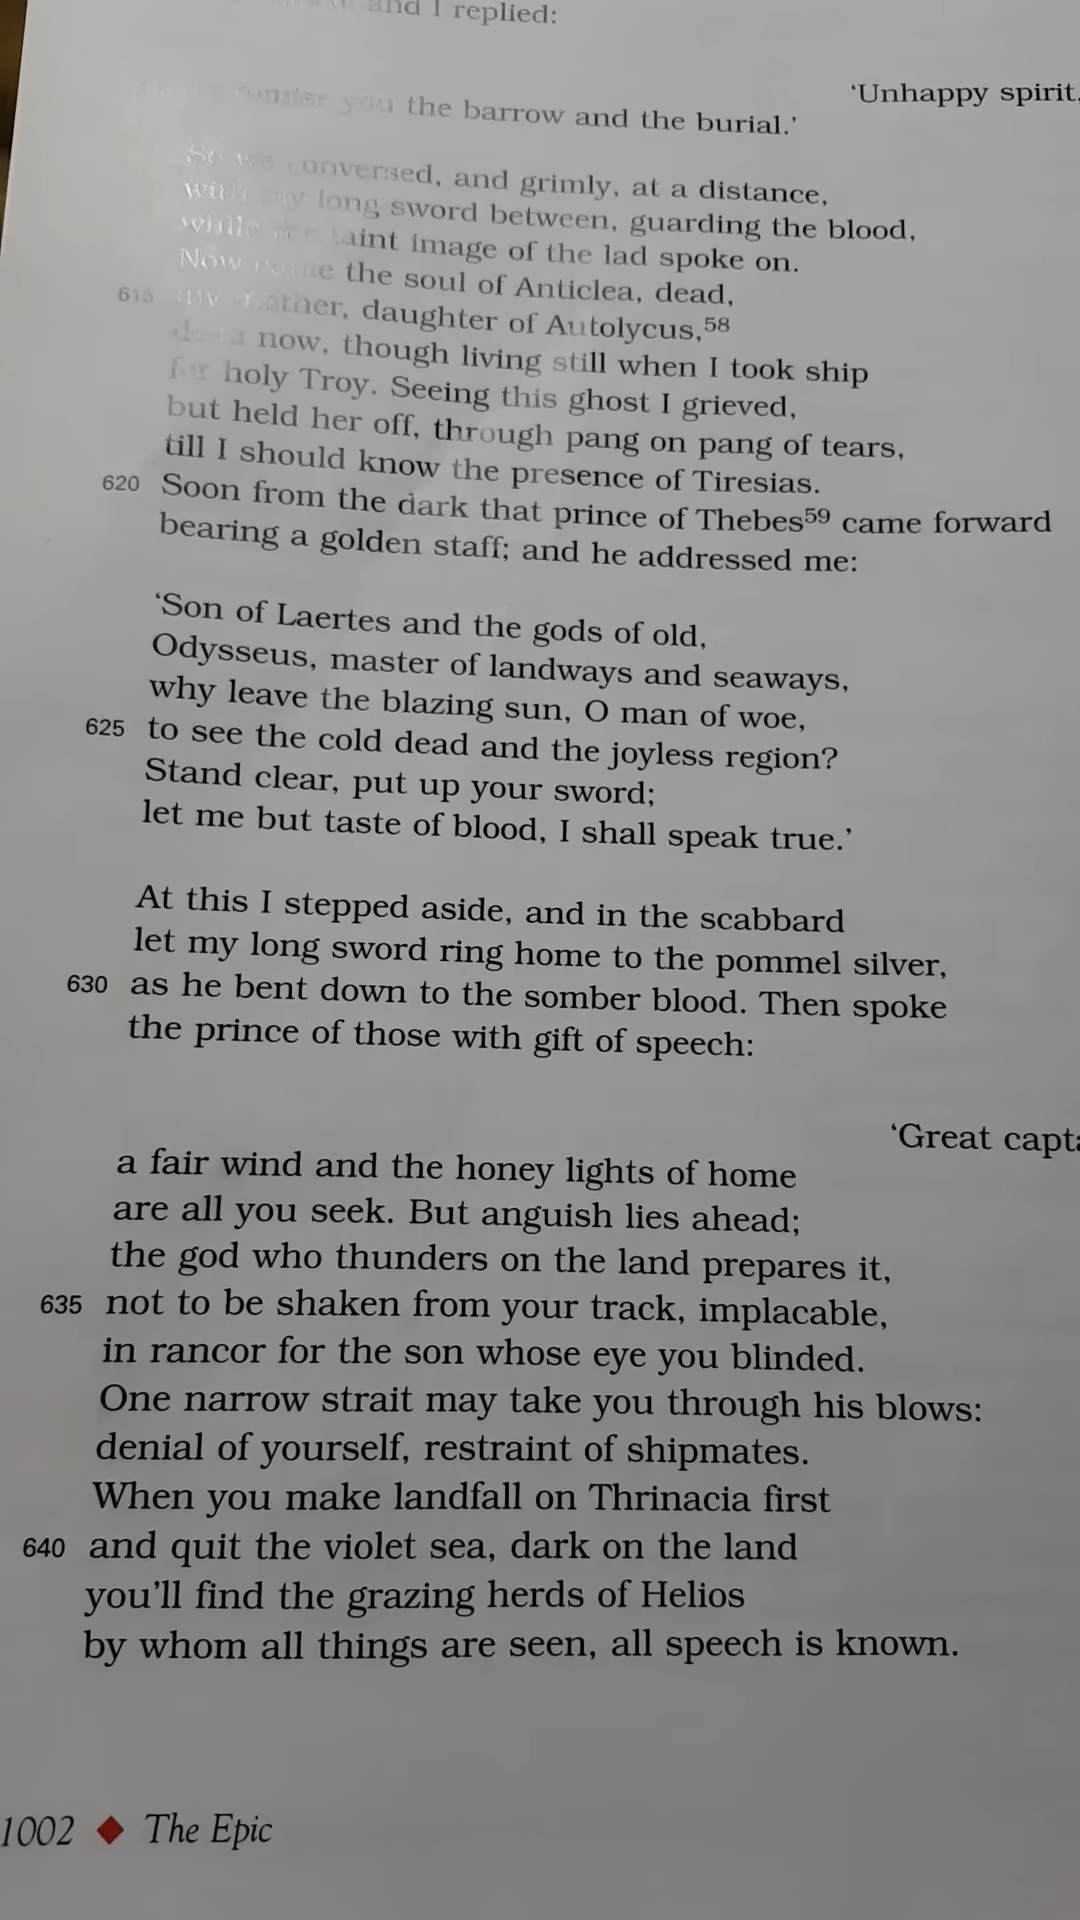 and I replied:
'Unhappy spirit,
you the barrow and the burial.'
conversed, and grimly, at a distance,
with my long sword between, guarding the blood,
while the faint image of the lad spoke on.
Now came the soul of Anticlea, dead,
615 my mother, daughter of Autolycus,58
dead now, though living still when I took ship
for holy Troy. Seeing this ghost I grieved,
but held her off, through pang on pang of tears,
till I should know the presence of Tiresias.
620 Soon from the dark that prince of Thebes59 came forward
bearing a golden staff; and he addressed me:
'Son of Laertes and the gods of old,
Odysseus, master of landways and seaways,
why leave the blazing sun, O man of woe,
625 to see the cold dead and the joyless region?
Stand clear, put up your sword;
let me but taste of blood, I shall speak true.'
At this I stepped aside, and in the scabbard
let my long sword ring home to the pommel silver,
630 as he bent down to the somber blood. Then spoke
the prince of those with gift of speech:
'Great capta
a fair wind and the honey lights of home
are all you seek. But anguish lies ahead;
the god who thunders on the land prepares it,
635 not to be shaken from your track, implacable,
in rancor for the son whose eye you blinded.
One narrow strait may take you through his blows:
denial of yourself, restraint of shipmates.
When you make landfall on Thrinacia first
640 and quit the violet sea, dark on the land
you'll find the grazing herds of Helios
by whom all things are seen, all speech is known.
1002 ◆ The Epic